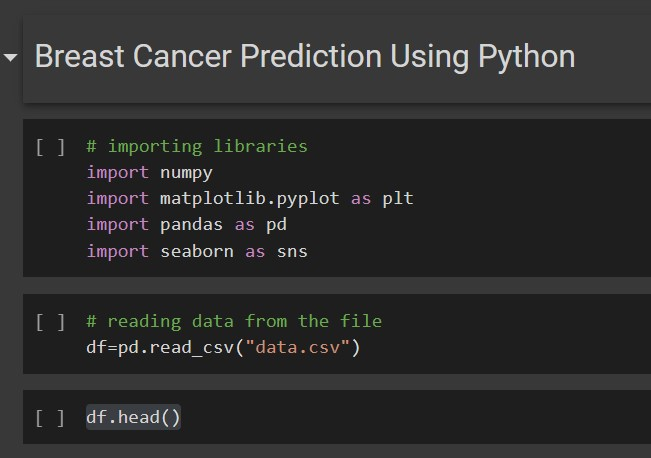 Breast Cancer Prediction Using Python
[ ] # importing libraries
import numpy
import matplotlib.pyplot as plt
import pandas as pd
import seaborn as sns
[ ] # reading data from the file
df=pd.read_csv("data.csv")
[ ] df.head()